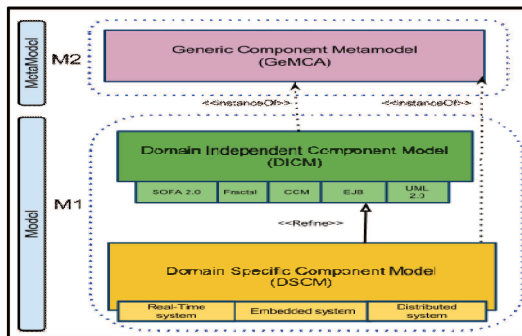 MetaModel
M2
Generic Component Metamodel
(GeMCA)
<<instanceOf>>
<<instanceOf>>
Model
M1
Domain Independent Component Model
(DICM)
SOFA 2.0
Fractal
CCM
EJB
UML
2.0
<<Refine>>
Domain Specific Component Model
(DSCM)
Real-Time
system
Embedded system
Distributed
system